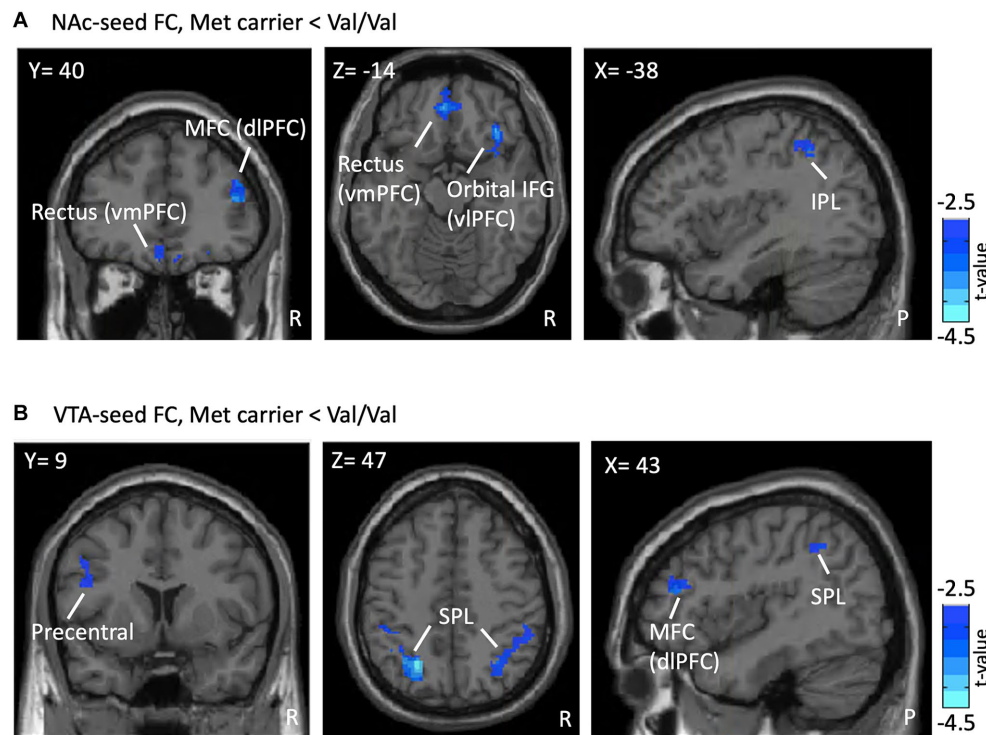 A NAc-seed FC, Met carrier < Val/Val
Y= 40
MFC (dlPFC)
Rectus (vmPFC)
R
Z= -14
Rectus
(vmPFC)
Orbital IFG
(vlPFC)
R
X= -38
IPL
P
-2.5
t-value
-4.5
B VTA-seed FC, Met carrier < Val/Val
Y= 9
Precentral
R
Z= 47
SPL
R
X= 43
SPL
MFC
(dlPFC)
P
-2.5
t-value
-4.5